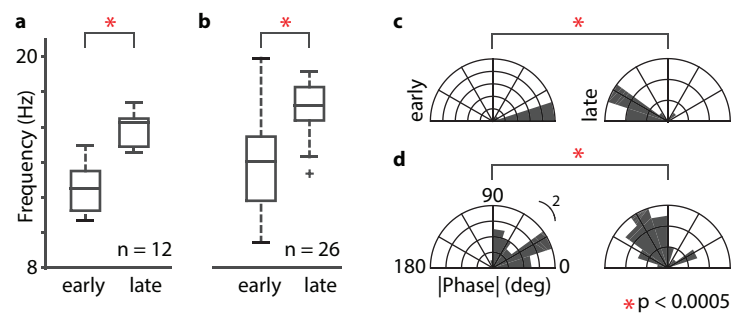 a
*
b
*
c
*
20
Frequency (Hz)
8
n = 12
early
late
n = 26
early
late
early
late
d
*
90
2
180
0
|Phase| (deg)
*p < 0.0005